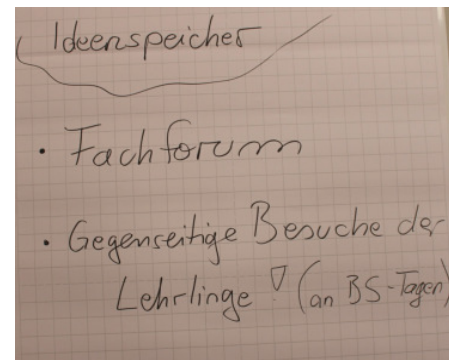 Ideenspeicher
• Fachforum
• Gegenseitige Besuche der
Lehrlinge ! (an BS-Tagen)